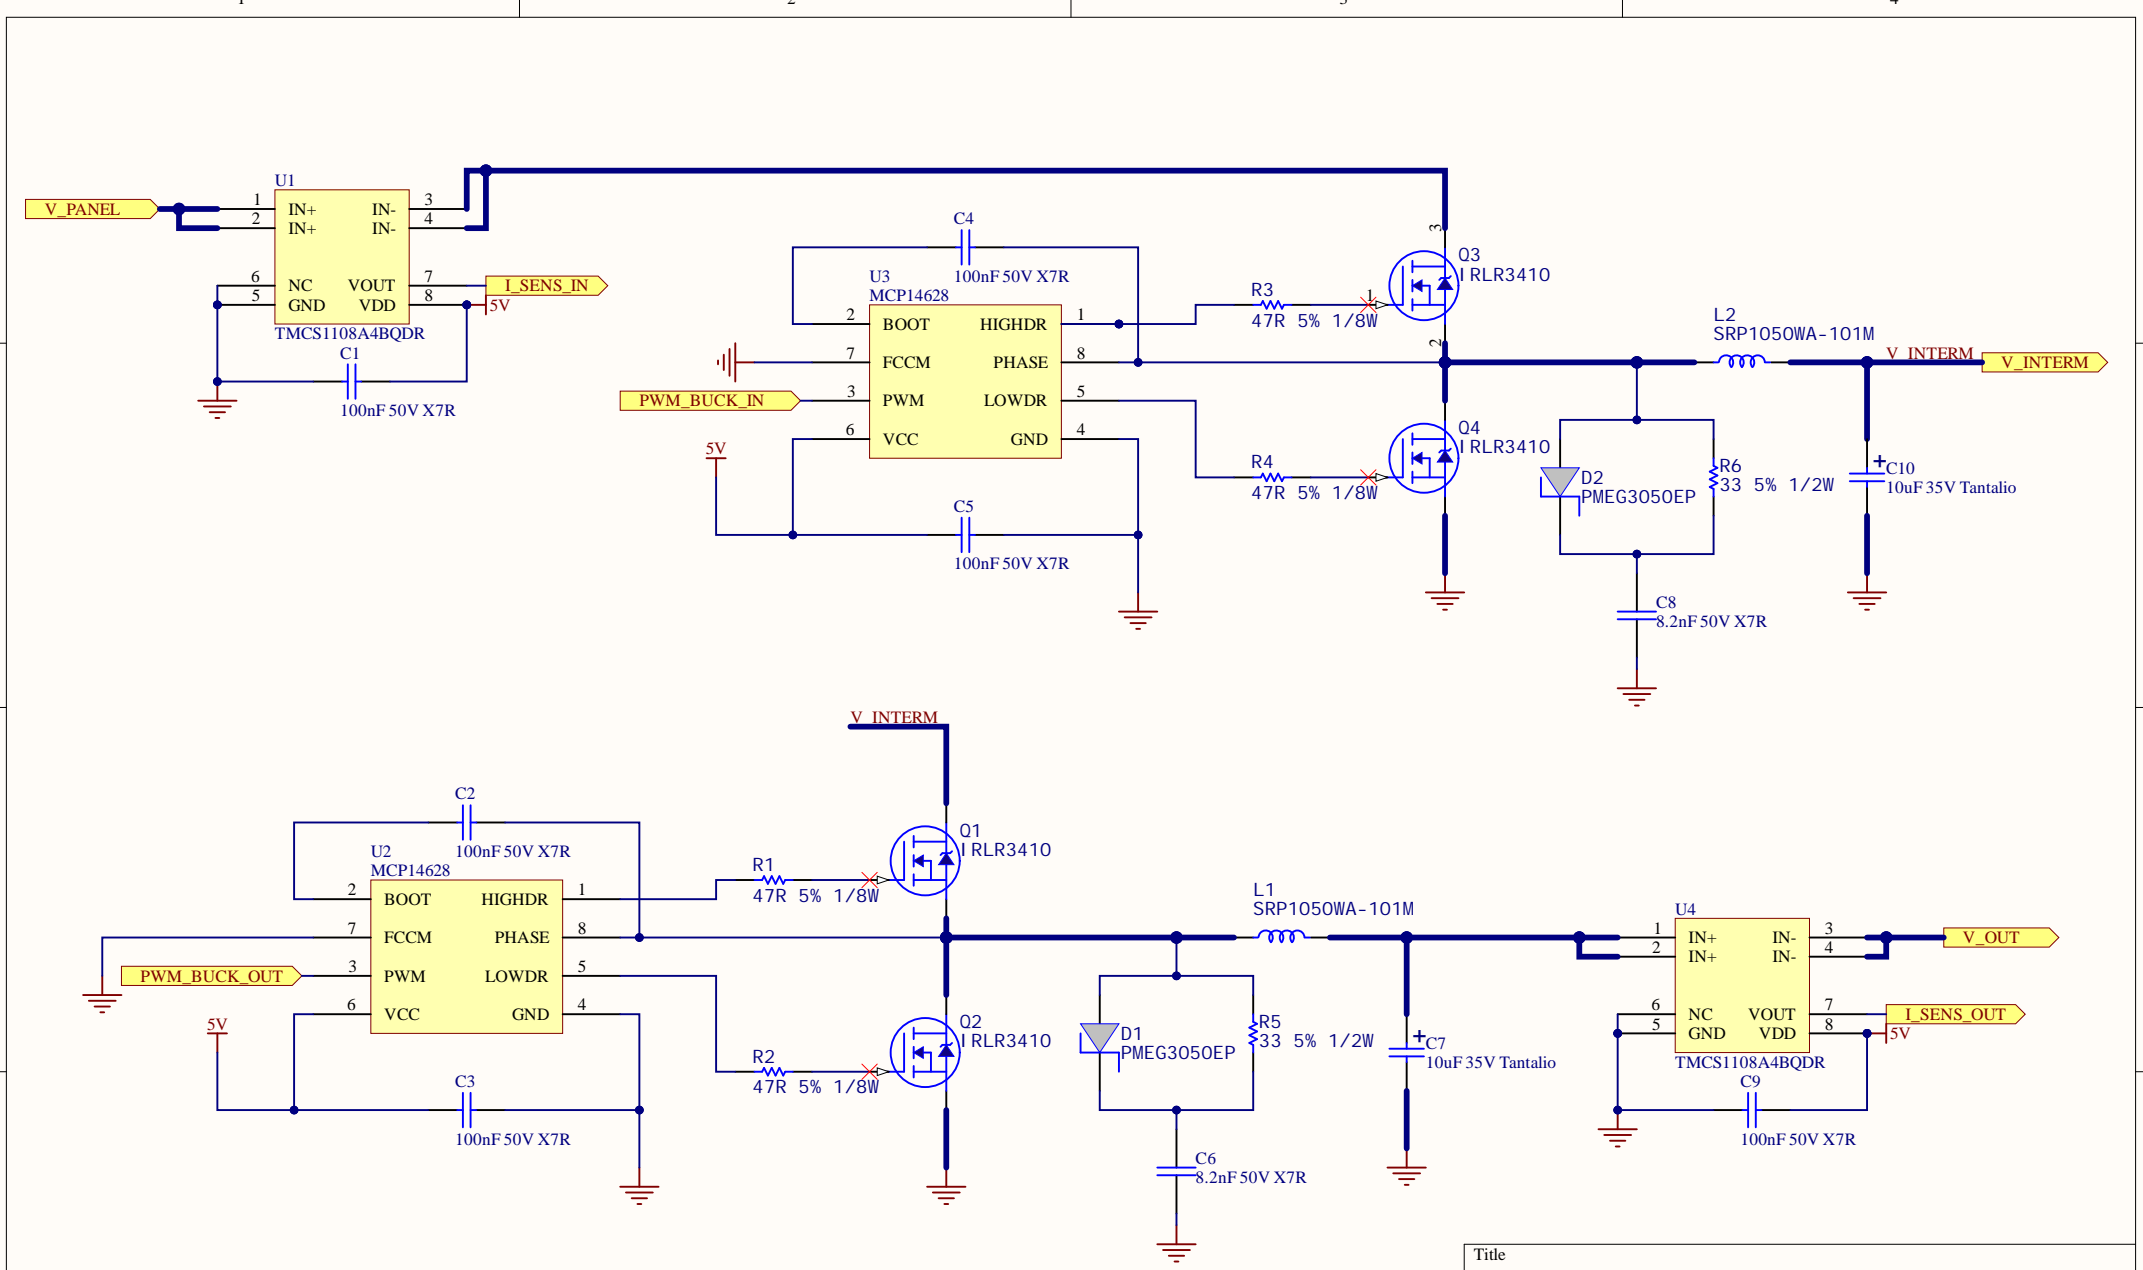 U1
V_PANEL
1 IN+ IN- 3
2 IN+ IN- 4
6 NC VOUT 7
5 GND VDD 8
I_SENS_IN
5V
TMCS1108A4BQDR
C1
100nF 50V X7R
C4
100nF 50V X7R
U3
MCP14628
2 BOOT HIGHDR 1
7 FCCM PHASE 8
3 PWM LOWDR 5
6 VCC GND 4
PWM_BUCK_IN
5V
C5
100nF 50V X7R
R3
47R 5% 1/8W
1
3
Q3
IRLR3410
2
R4
47R 5% 1/8W
Q4
IRLR3410
L2
SRP1050WA-101M
V_INTERM
V_INTERM
D2
PMEG3050EP
R6
33 5% 1/2W
C10
10uF 35V Tantalio
C8
8.2nF 50V X7R
V_INTERM
C2
100nF 50V X7R
U2
MCP14628
2 BOOT HIGHDR 1
7 FCCM PHASE 8
3 PWM LOWDR 5
6 VCC GND 4
PWM_BUCK_OUT
5V
C3
100nF 50V X7R
R1
47R 5% 1/8W
Q1
IRLR3410
R2
47R 5% 1/8W
Q2
IRLR3410
L1
SRP1050WA-101M
D1
PMEG3050EP
R5
33 5% 1/2W
C7
10uF 35V Tantalio
C6
8.2nF 50V X7R
U4
1 IN+ IN- 3
2 IN+ IN- 4
6 NC VOUT 7
5 GND VDD 8
V_OUT
I_SENS_OUT
5V
TMCS1108A4BQDR
C9
100nF 50V X7R
Title